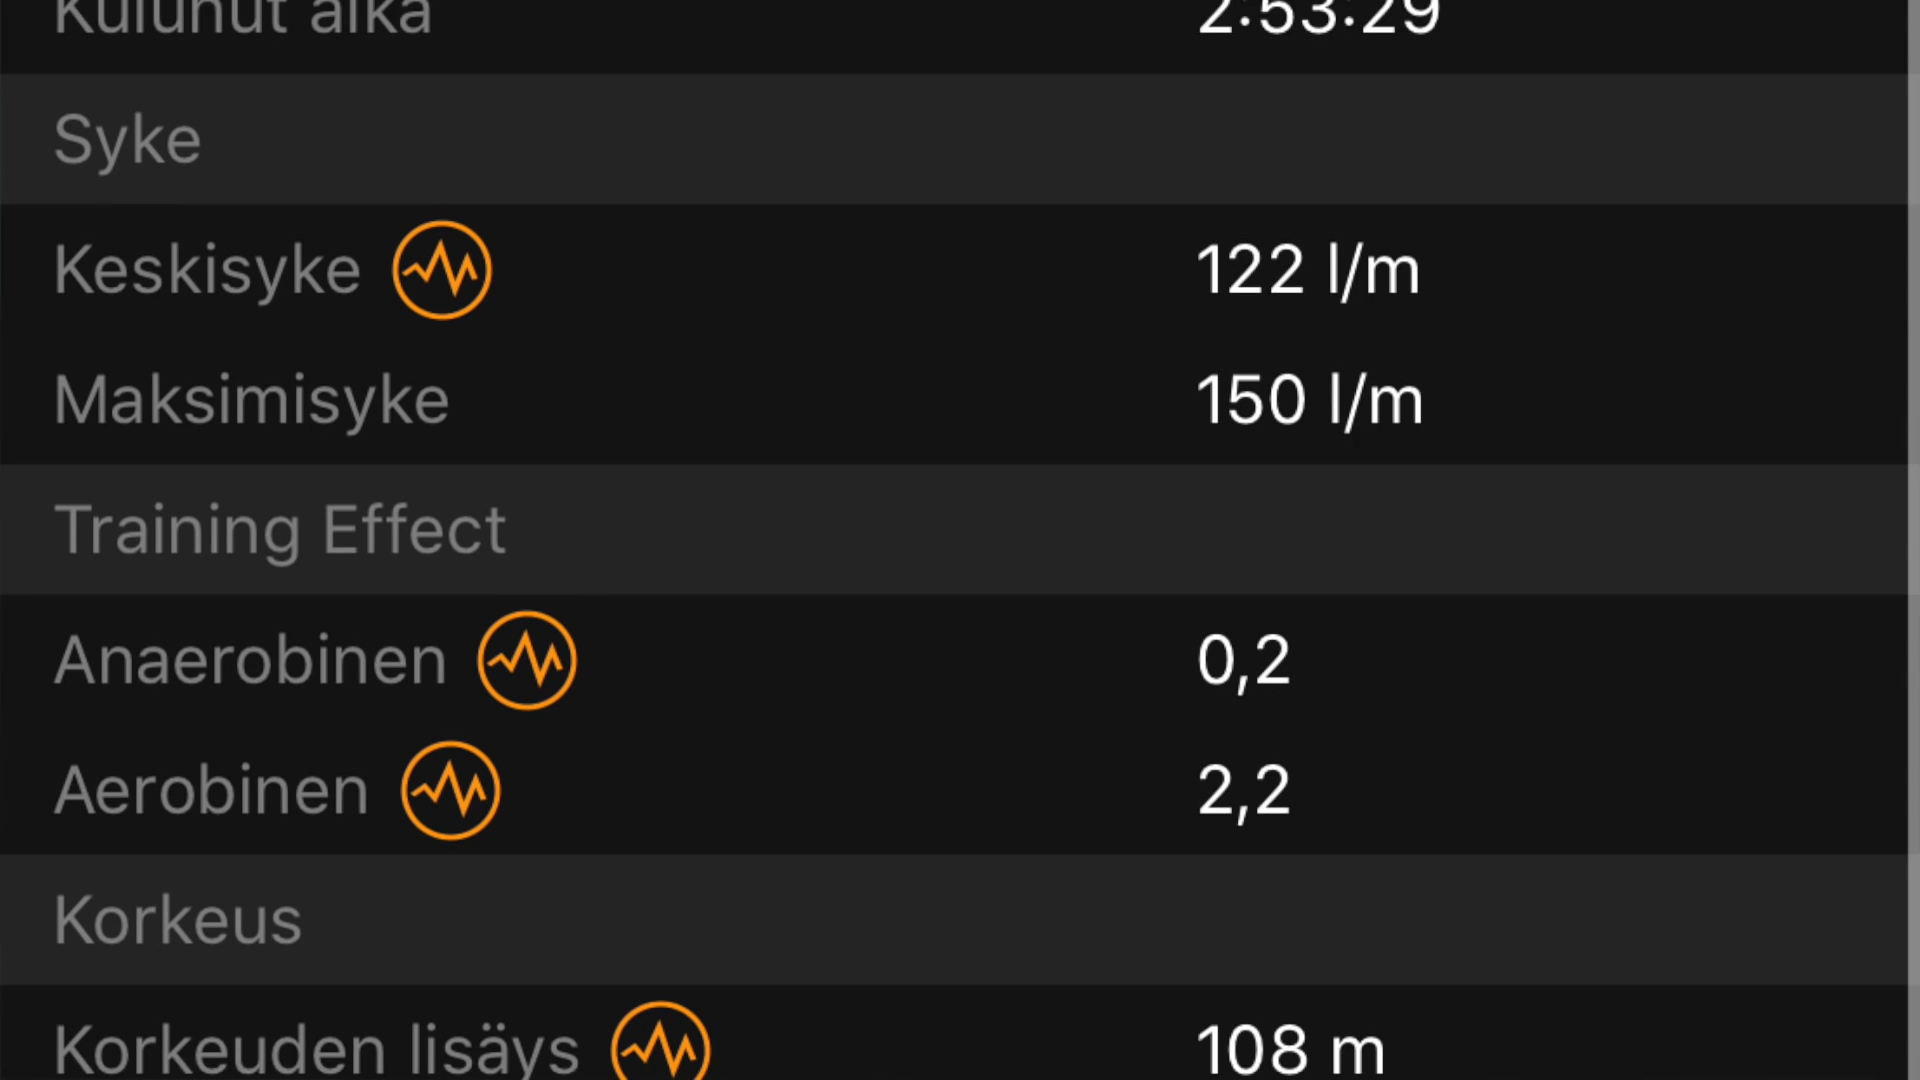 Kulunut aika 2:53:29
Syke
Keskisyke 122 l/m
Maksimisyke 150 l/m
Training Effect
Anaerobinen 0,2
Aerobinen 2,2
Korkeus
Korkeuden lisäys 108 m